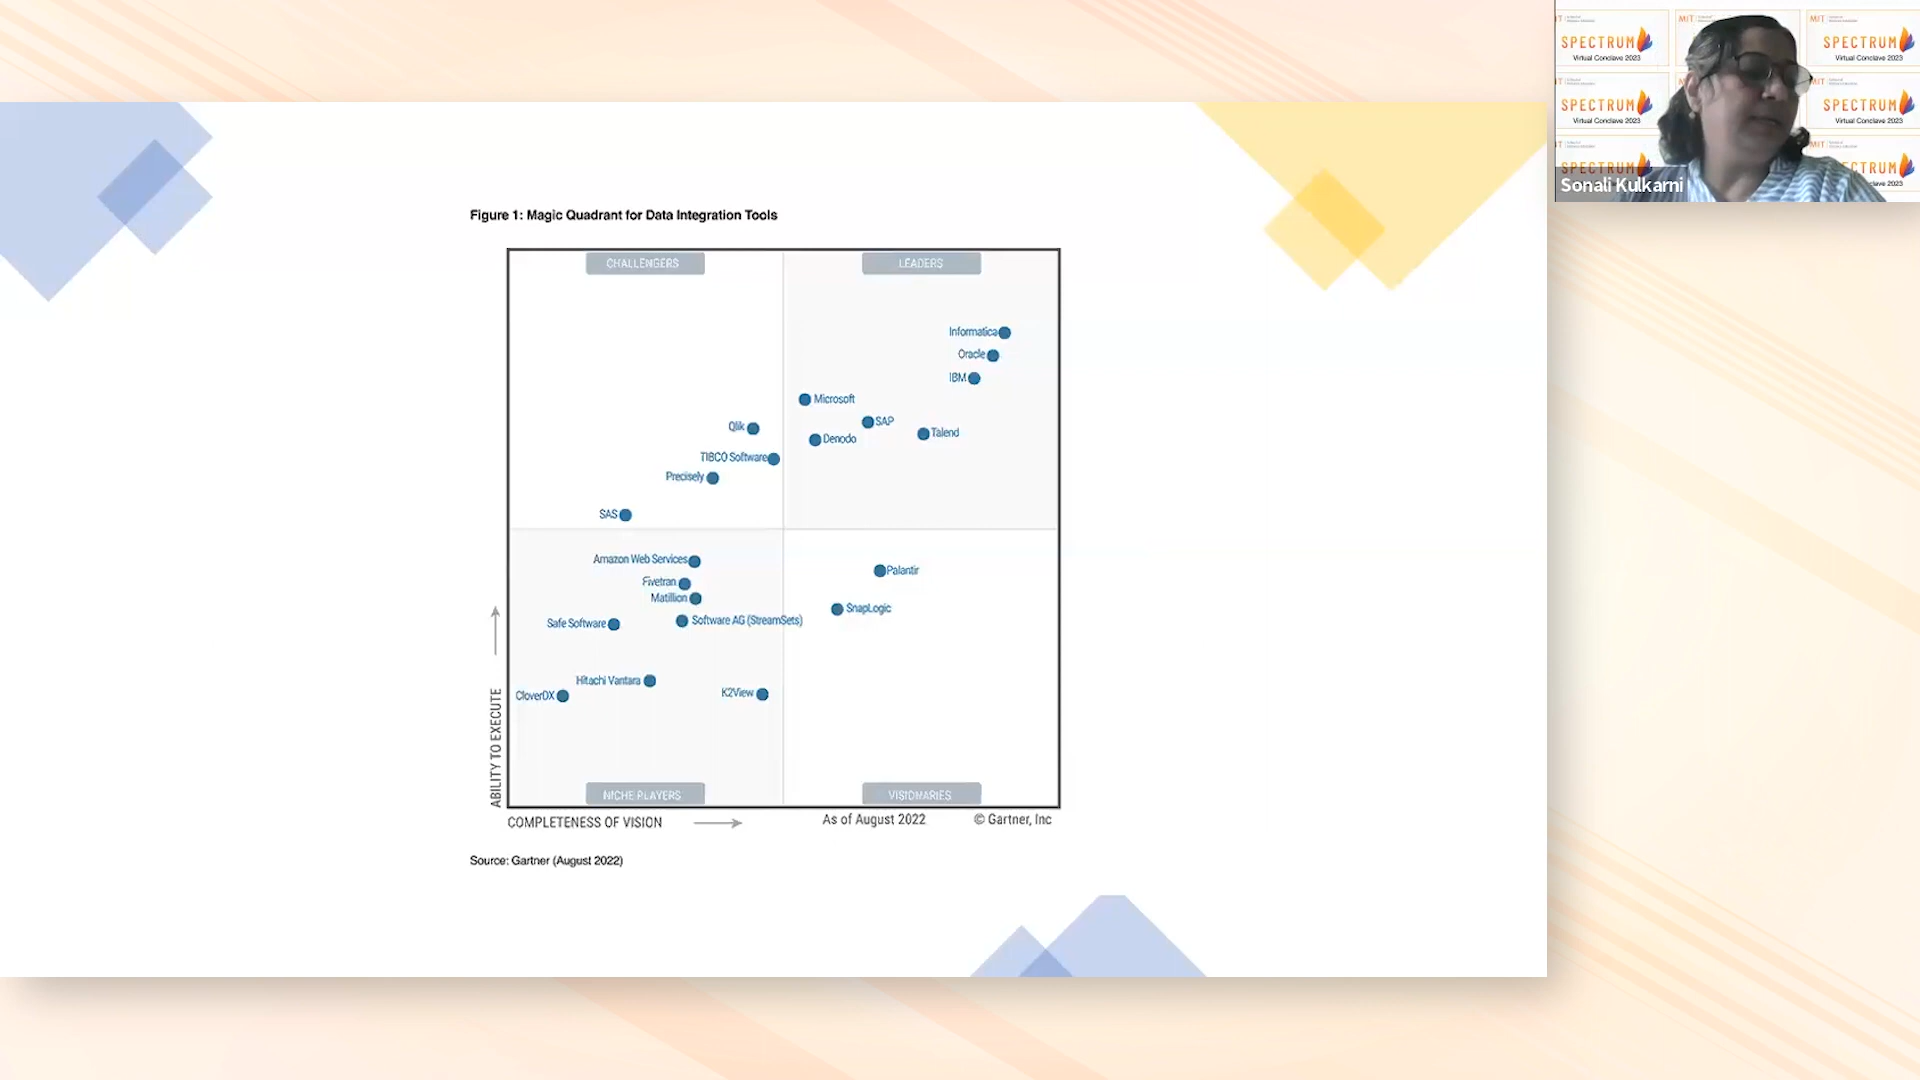 SPECTRUM
Virtual Conclave 2023
MIT
SPECTRUM
Virtual Conclave 2023
SPECTRUM
Virtual Conclave 2023
SPECTRUM
Virtual Conclave 2023
SPECTRUM
Sonali Kulkarni
Figure 1: Magic Quadrant for Data Integration Tools
CHALLENGERS
LEADERS
Informatica
Oracle
IBM
Microsoft
SAP
Qlik
Talend
Denodo
TIBCO Software
Precisely
SAS
Amazon Web Services
Palantir
Fivetran
Matillion
SnapLogic
Safe Software
Software AG (StreamSets)
Hitachi Vantara
CloverDX
K2View
ABILITY TO EXECUTE
NICHE PLAYERS
VISIONARIES
COMPLETENESS OF VISION
As of August 2022
© Gartner, Inc
Source: Gartner (August 2022)